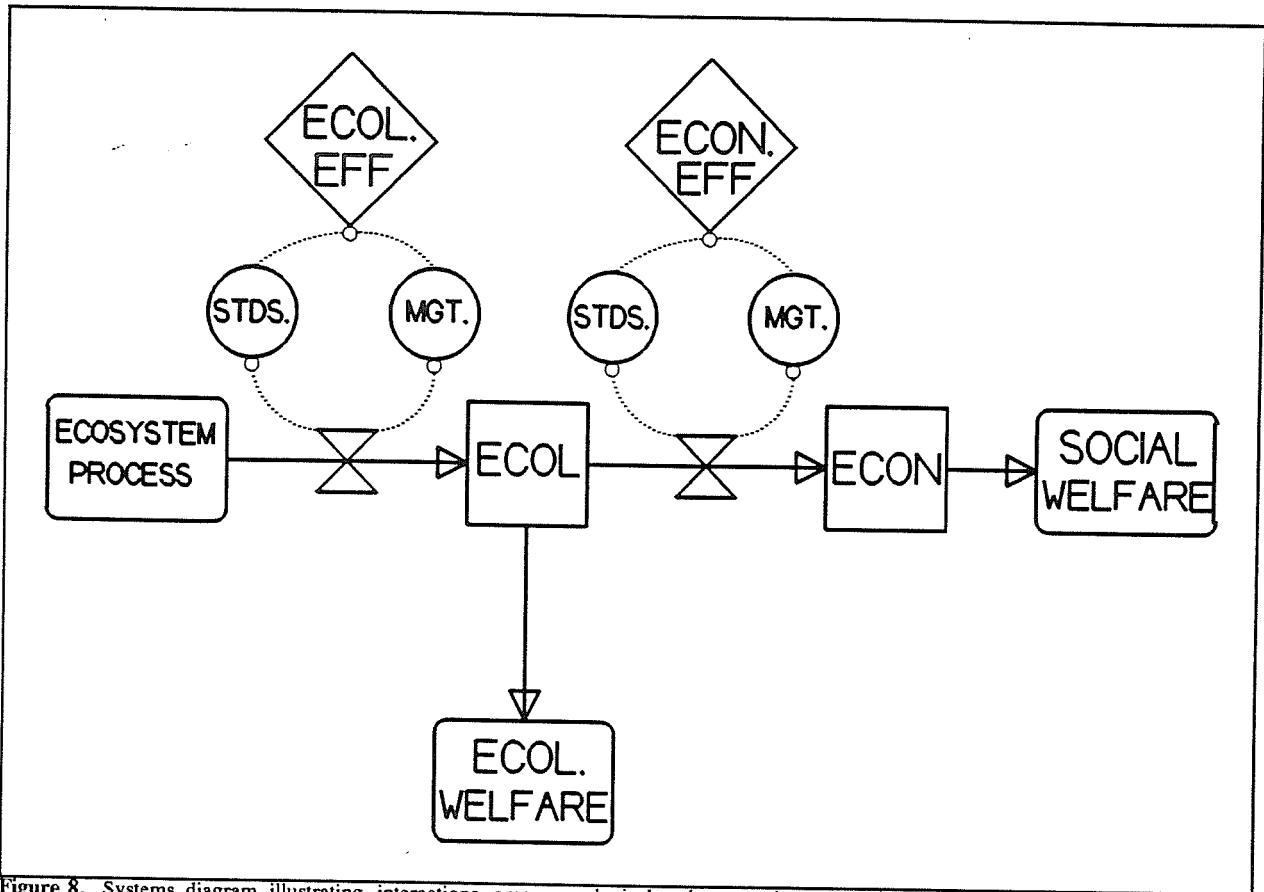 ECOL.
EFF
ECON.
EFF
STDS.
MGT.
STDS.
MGT.
ECOSYSTEM
PROCESS
ECOL
ECON
SOCIAL
WELFARE
ECOL.
WELFARE
Figure 8. Systems diagram illustrating interactions